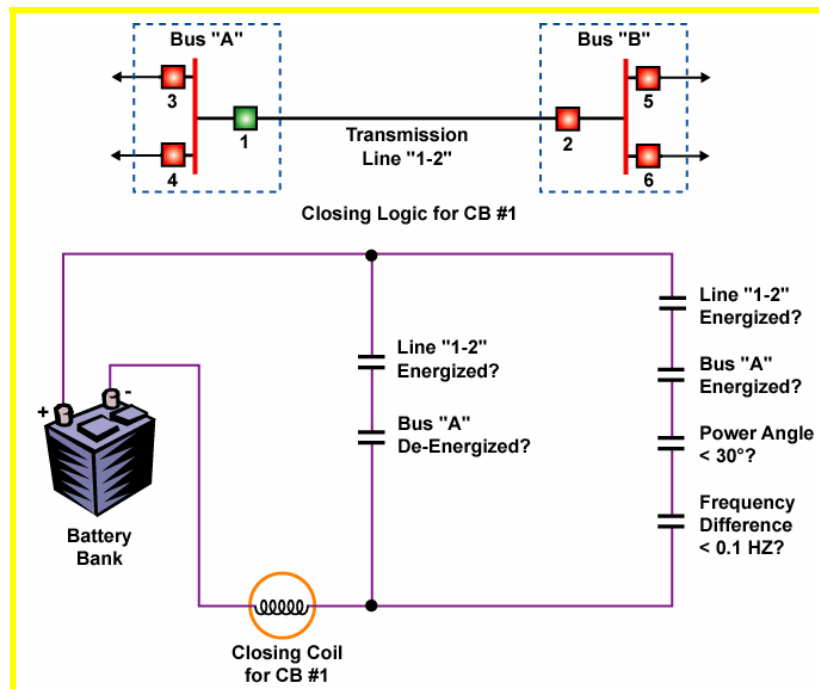 Bus "A"
Bus "B"
3
5
1
Transmission
Line "1-2"
2
4
6
Closing Logic for CB #1
Line "1-2"
Energized?
Bus "A"
De-Energized?
Line "1-2"
Energized?
Bus "A"
Energized?
Power Angle
< 30°?
Frequency
Difference
< 0.1 HZ?
+
-
Battery
Bank
Closing Coil
for CB #1